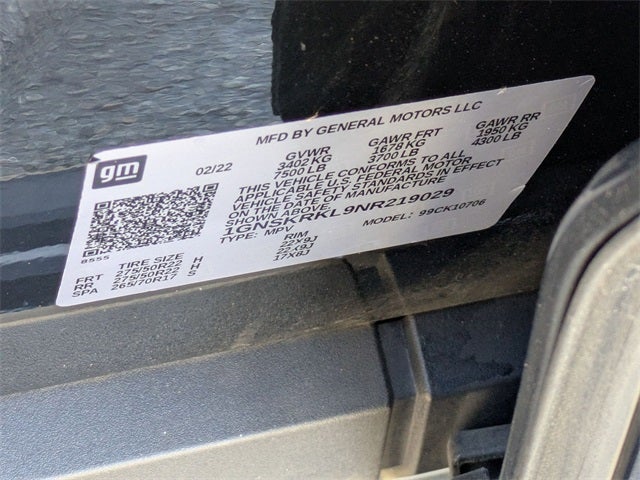 MFD BY GENERAL MOTORS LLC
gm
02/22
GVWR GAWR FRT GAWR RR
3402 KG 1678 KG 1950 KG
7500 LB 3700 LB 4300 LB
THIS VEHICLE CONFORMS TO ALL
APPLICABLE U.S. FEDERAL MOTOR
VEHICLE SAFETY STANDARDS IN EFFECT
ON THE DATE OF MANUFACTURE
SHOWN ABOVE.
1GNSKRKL9NR219029
TYPE: MPV MODEL: 99CK10706
8555
TIRE SIZE RIM
FRT 275/50R22 H 22X9J
RR 275/50R22 H 22X9J
SPA 265/70R17 S 17X8J